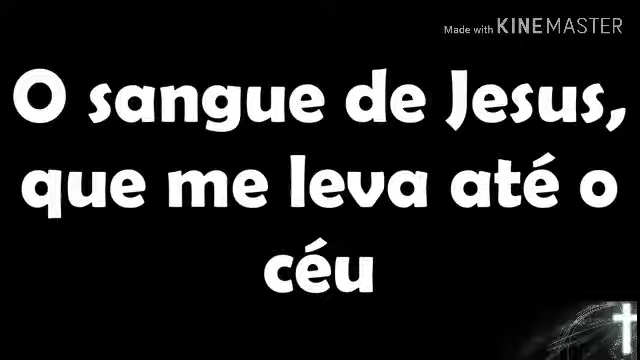 Made with KINEMASTER
O sangue de Jesus,
que me leva até o
céu